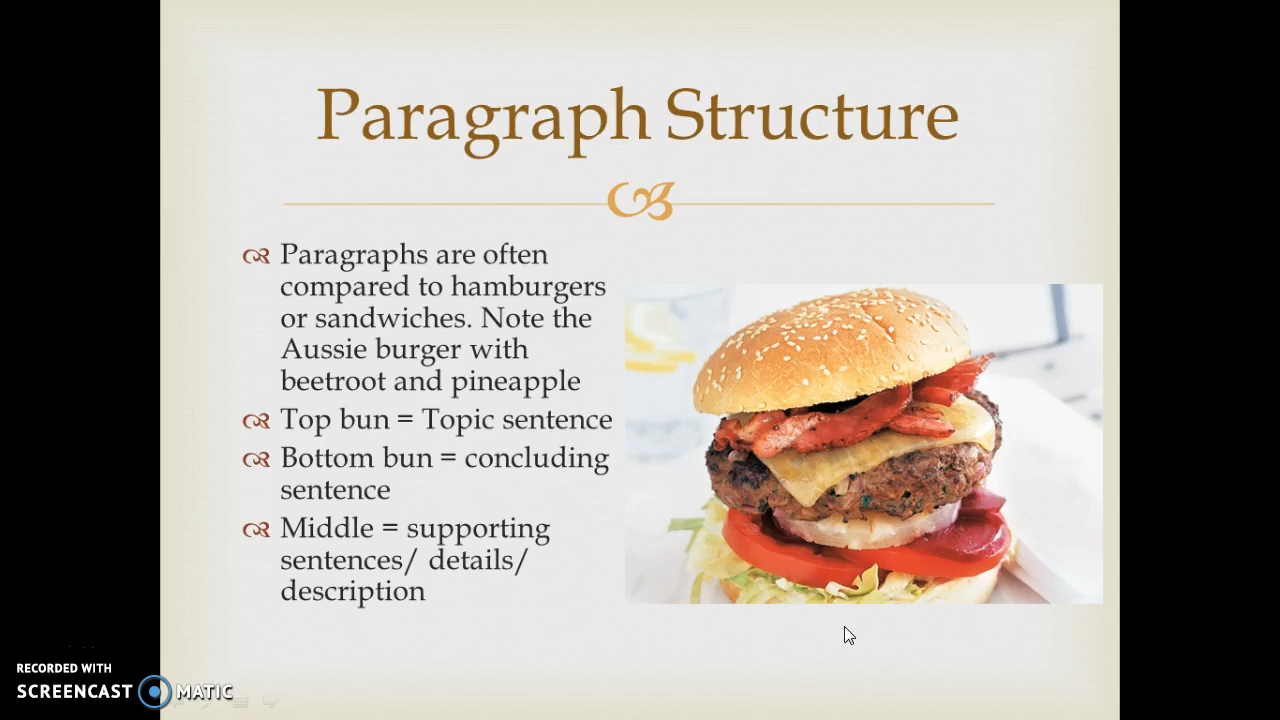 Paragraph Structure
Paragraphs are often
compared to hamburgers
or sandwiches. Note the
Aussie burger with
beetroot and pineapple
Top bun = Topic sentence
Bottom bun = concluding
sentence
Middle = supporting
sentences/ details/
description
RECORDED WITH
SCREENCAST MATIC